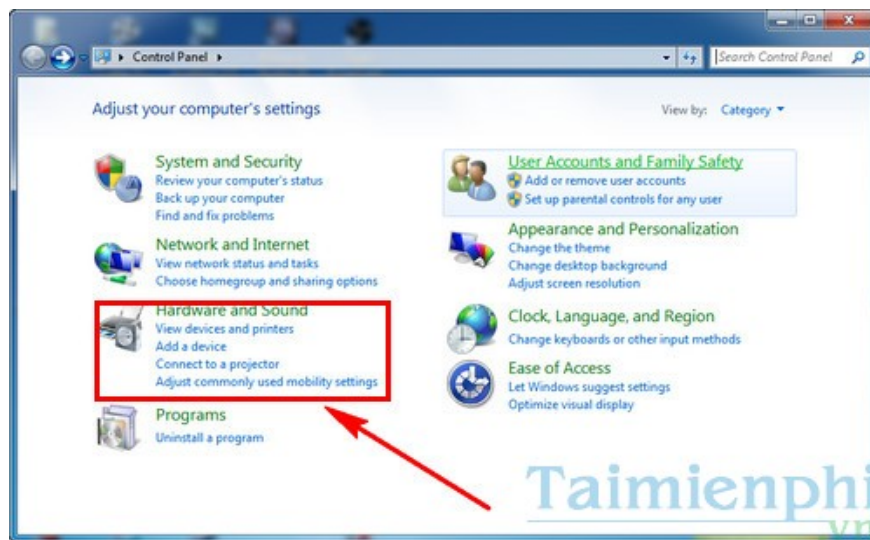 Control Panel
Search Control Panel
Adjust your computer's settings
View by: Category
System and Security
Review your computer's status
Back up your computer
Find and fix problems
Network and Internet
View network status and tasks
Choose homegroup and sharing options
Hardware and Sound
View devices and printers
Add a device
Connect to a projector
Adjust commonly used mobility settings
Programs
Uninstall a program
User Accounts and Family Safety
Add or remove user accounts
Set up parental controls for any user
Appearance and Personalization
Change the theme
Change desktop background
Adjust screen resolution
Clock, Language, and Region
Change keyboards or other input methods
Ease of Access
Let Windows suggest settings
Optimize visual display
Taimienphi
vn